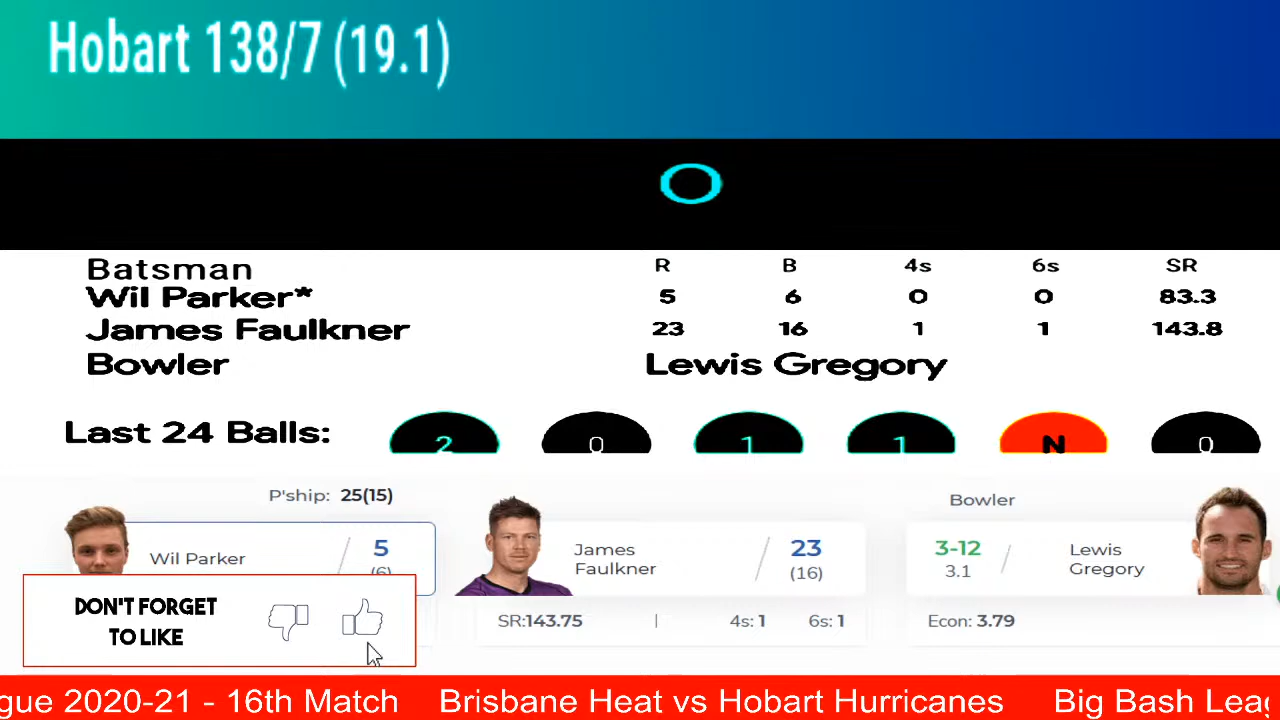 Hobart 138/7 (19.1)
O
Batsman R B 4s 6s SR
Wil Parker* 5 6 0 0 83.3
James Faulkner 23 16 1 1 143.8
Bowler Lewis Gregory
Last 24 Balls: 2 0 1 1 N 0
P'ship: 25(15)
Bowler
Wil Parker 5 (6)
James Faulkner 23 (16)
3-12 3.1 Lewis Gregory
SR:143.75 | 4s: 1 6s: 1
Econ: 3.79
DON'T FORGET
TO LIKE
gue 2020-21 - 16th Match Brisbane Heat vs Hobart Hurricanes Big Bash Leag